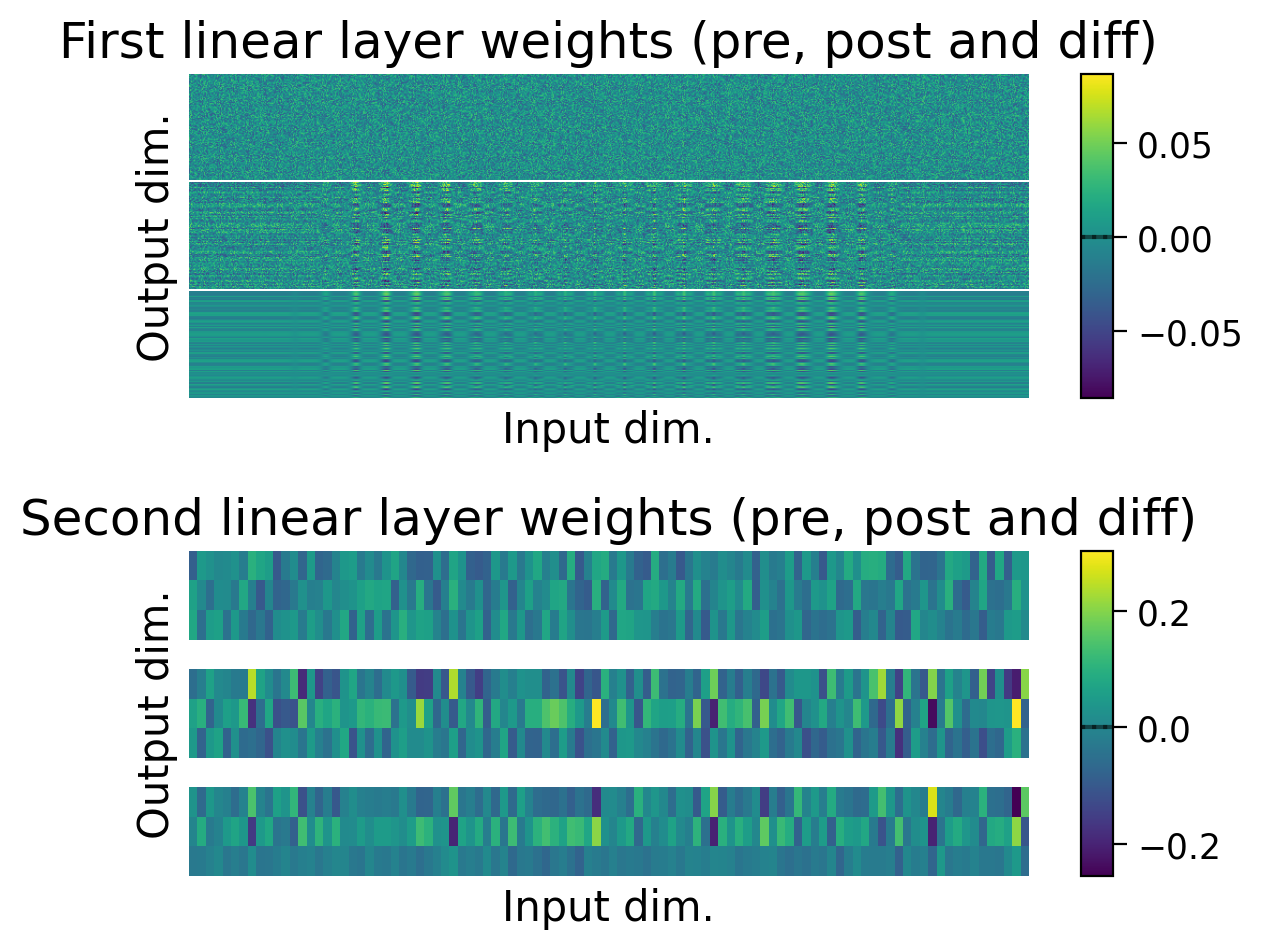 First linear layer weights (pre, post and diff)
Output dim.
0.05
0.00
−0.05
Input dim.
Second linear layer weights (pre, post and diff)
Output dim.
0.2
0.0
−0.2
Input dim.